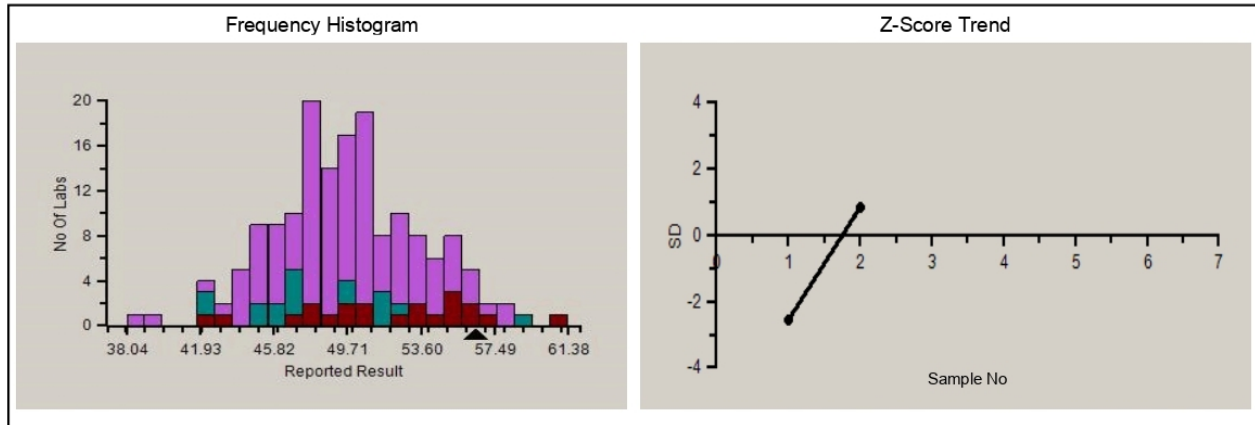 Frequency Histogram
No Of Labs
20
16
12
8
4
0
38.04 41.93 45.82 49.71 53.60 57.49 61.38
Reported Result
Z-Score Trend
SD
4
2
0
-2
-4
0 1 2 3 4 5 6 7
Sample No